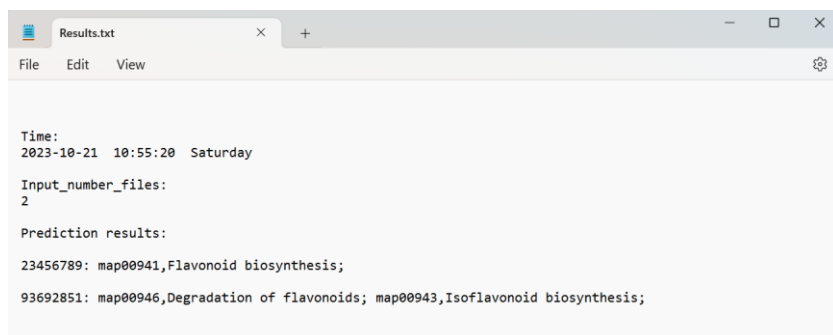 Results.txt
File Edit View
Time:
2023-10-21 10:55:20 Saturday
Input_number_files:
2
Prediction results:
23456789: map00941,Flavonoid biosynthesis;
93692851: map00946,Degradation of flavonoids; map00943,Isoflavonoid biosynthesis;